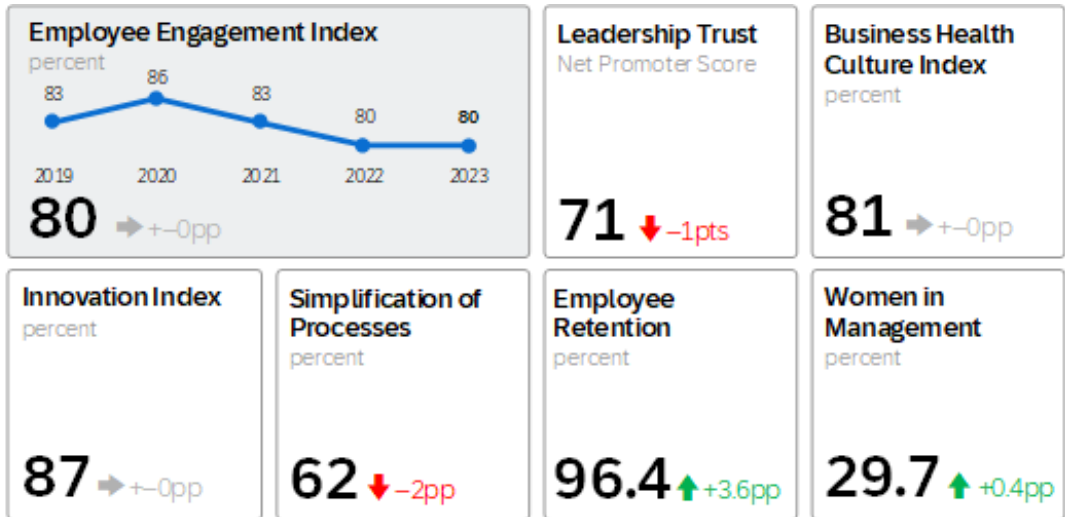 Employee Engagement Index
percent
83
86
83
80
80
2019
2020
2021
2022
2023
80 +–0pp
Leadership Trust
Net Promoter Score
71 –1pts
Business Health
Culture Index
percent
81 +–0pp
Innovation Index
percent
87 +–0pp
Simplification of
Processes
percent
62 –2pp
Employee
Retention
percent
96.4 +3.6pp
Women in
Management
percent
29.7 +0.4pp